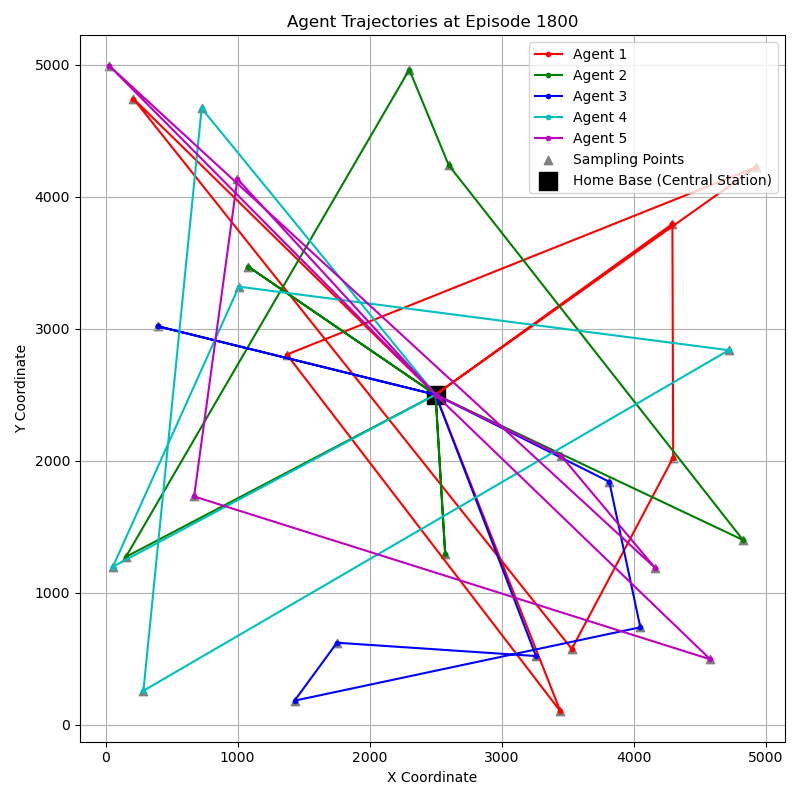 Agent Trajectories at Episode 1800
Agent 1
Agent 2
Agent 3
Agent 4
Agent 5
Sampling Points
Home Base (Central Station)
5000
4000
3000
2000
1000
0
Y Coordinate
0 1000 2000 3000 4000 5000
X Coordinate